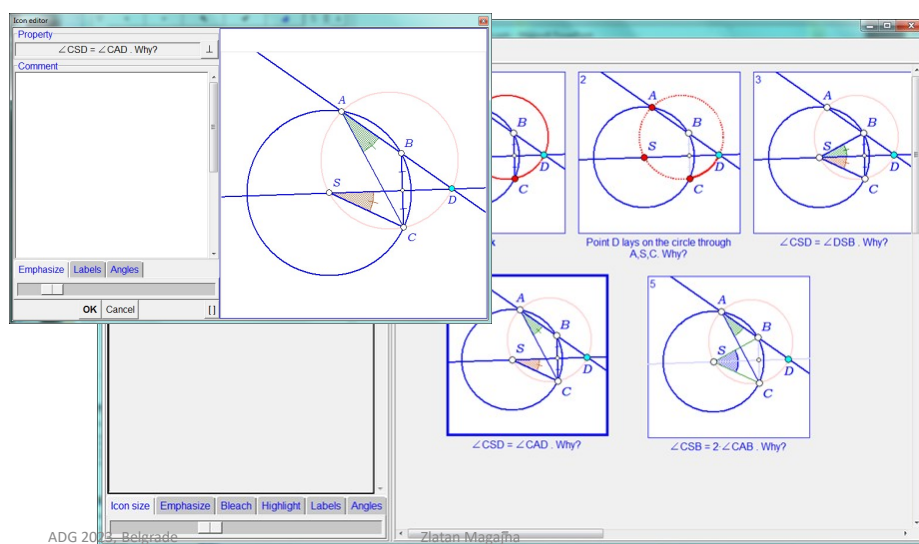 Icon editor
Property
∠CSD = ∠CAD . Why?
⊥
Comment
A
B
S
D
C
Emphasize Labels Angles
OK Cancel []
B
D
C
2
A
B
S
D
C
Point D lays on the circle through
A,S,C. Why?
3
A
B
S
D
C
∠CSD = ∠DSB . Why?
A
B
S
D
C
∠CSD = ∠CAD . Why?
5
A
B
S
D
C
∠CSB = 2·∠CAB . Why?
Icon size Emphasize Bleach Highlight Labels Angles
ADG 2023, Belgrade
Zlatan Magajna